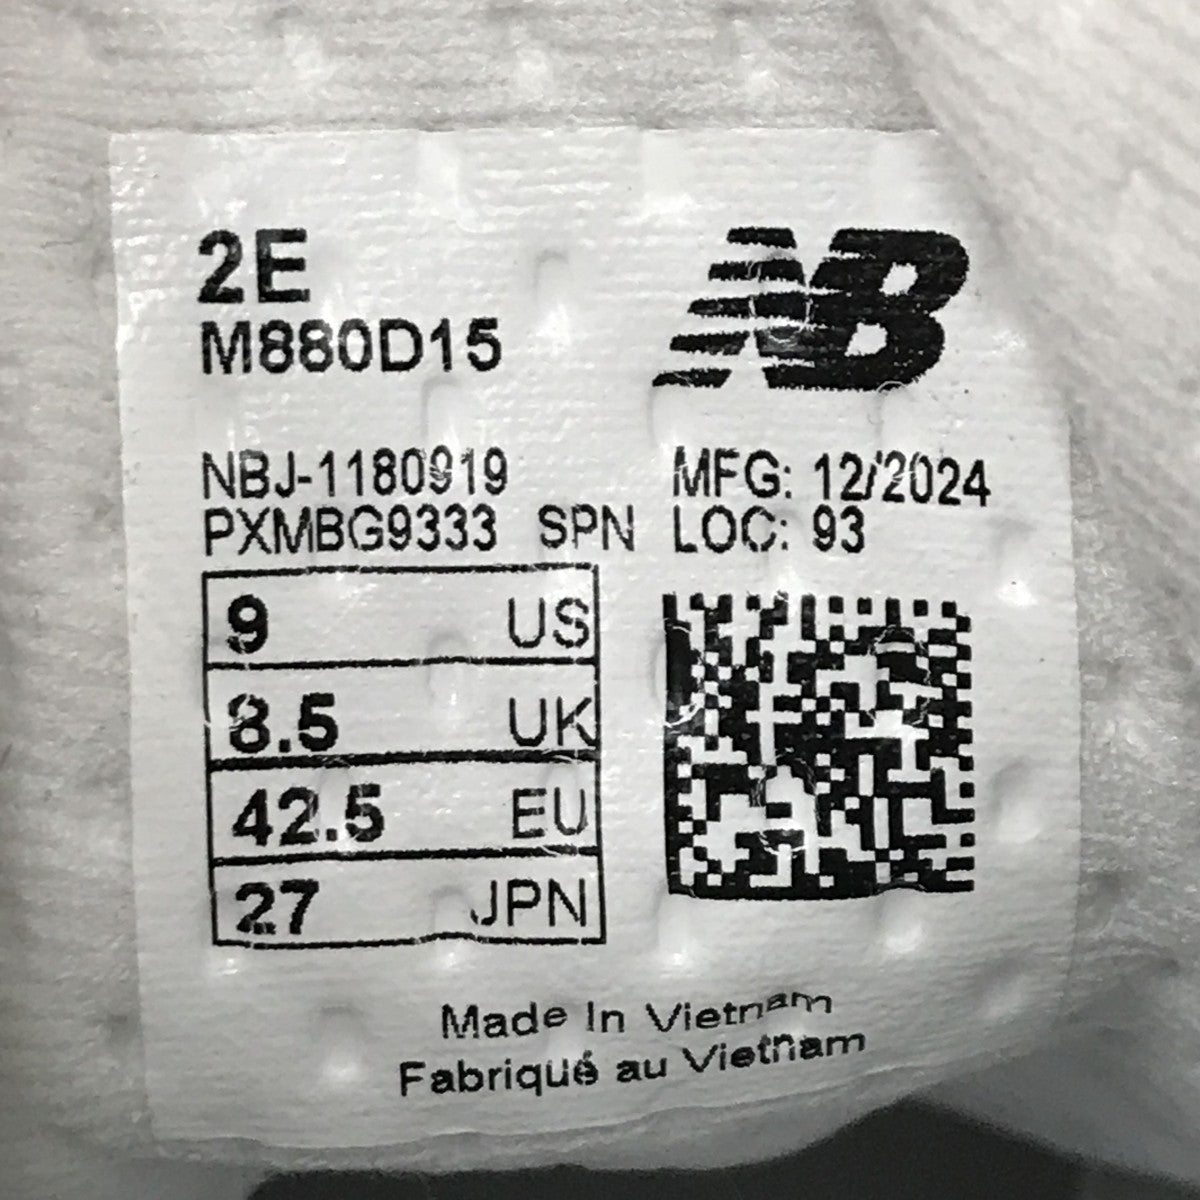 2E
M880D15
NB
NBJ-1180919
PXMBG9333 SPN
MFG: 12/2024
LOC: 93
9 US
8.5 UK
42.5 EU
27 JPN
Made In Vietnam
Fabriqué au Vietnam